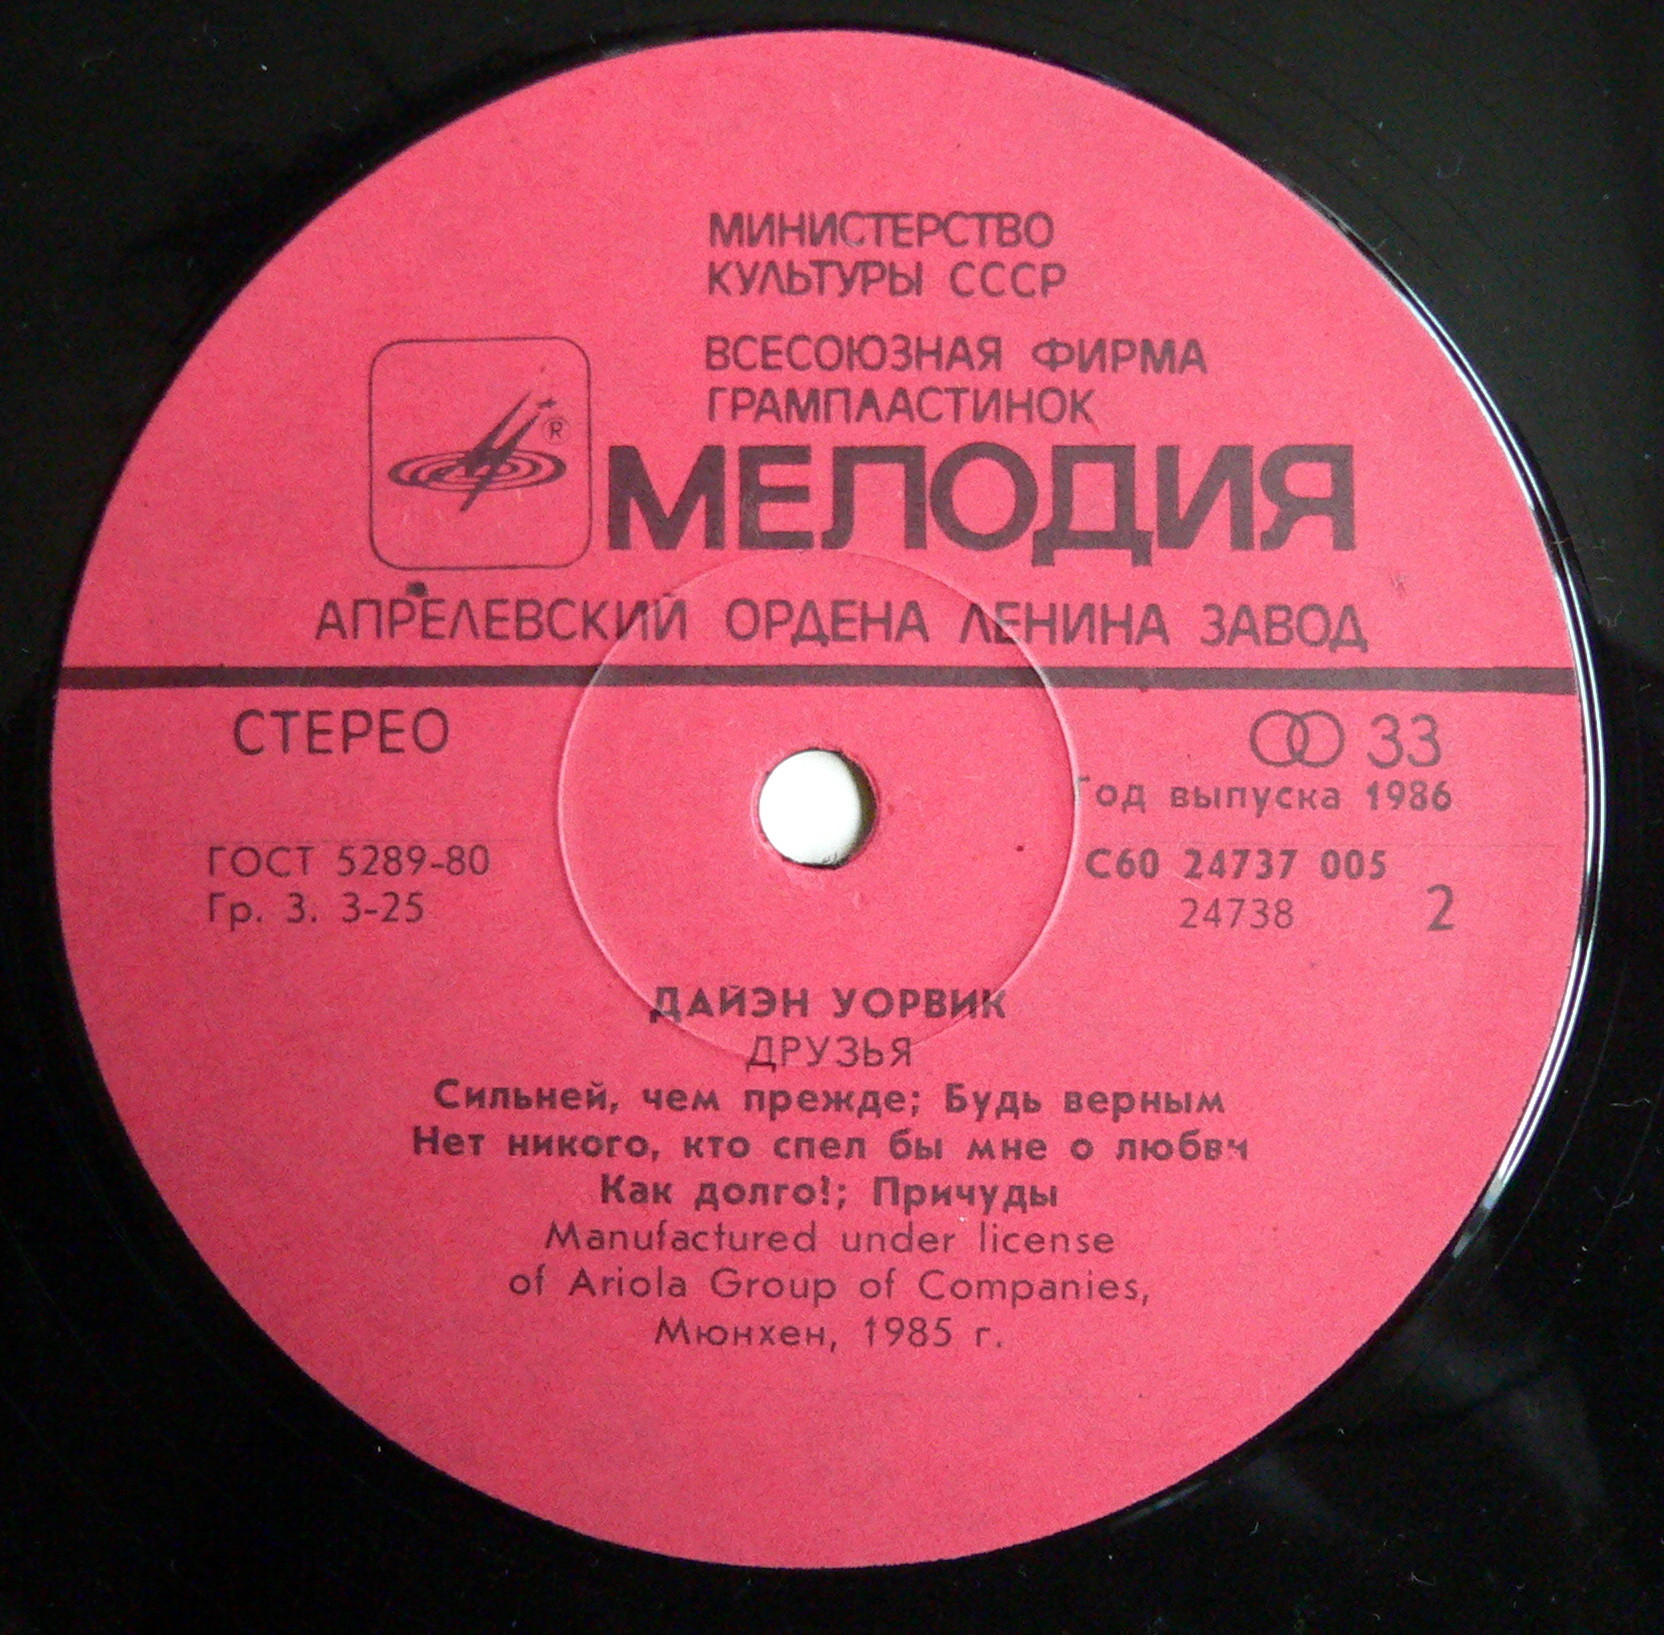 МИНИСТЕРСТВО
КУЛЬТУРЫ СССР
ВСЕСОЮЗНАЯ ФИРМА
ГРАМПЛАСТИНОК
®
МЕЛОДИЯ
АПРЕЛЕВСКИЙ ОРДЕНА ЛЕНИНА ЗАВОД
СТЕРЕО
33
Год выпуска 1986
ГОСТ 5289-80
Гр. 3. 3-25
С60 24737 005
24738
2
ДАЙЭН УОРВИК
ДРУЗЬЯ
Сильней, чем прежде; Будь верным
Нет никого, кто спел бы мне о любви
Как долго!; Причуды
Manufactured under license
of Ariola Group of Companies,
Мюнхен, 1985 г.